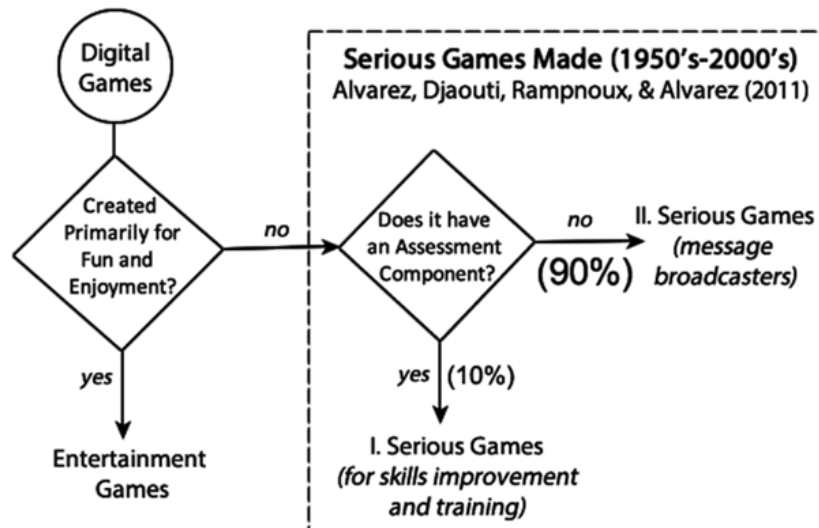 Digital
Games
Serious Games Made (1950's-2000's)
Alvarez, Djaouti, Rampnoux, & Alvarez (2011)
Created
Primarily for
Fun and
Enjoyment?
no
Does it have
an Assessment
Component?
no
(90%)
II. Serious Games
(message
broadcasters)
yes
Entertainment
Games
yes (10%)
I. Serious Games
(for skills improvement
and training)